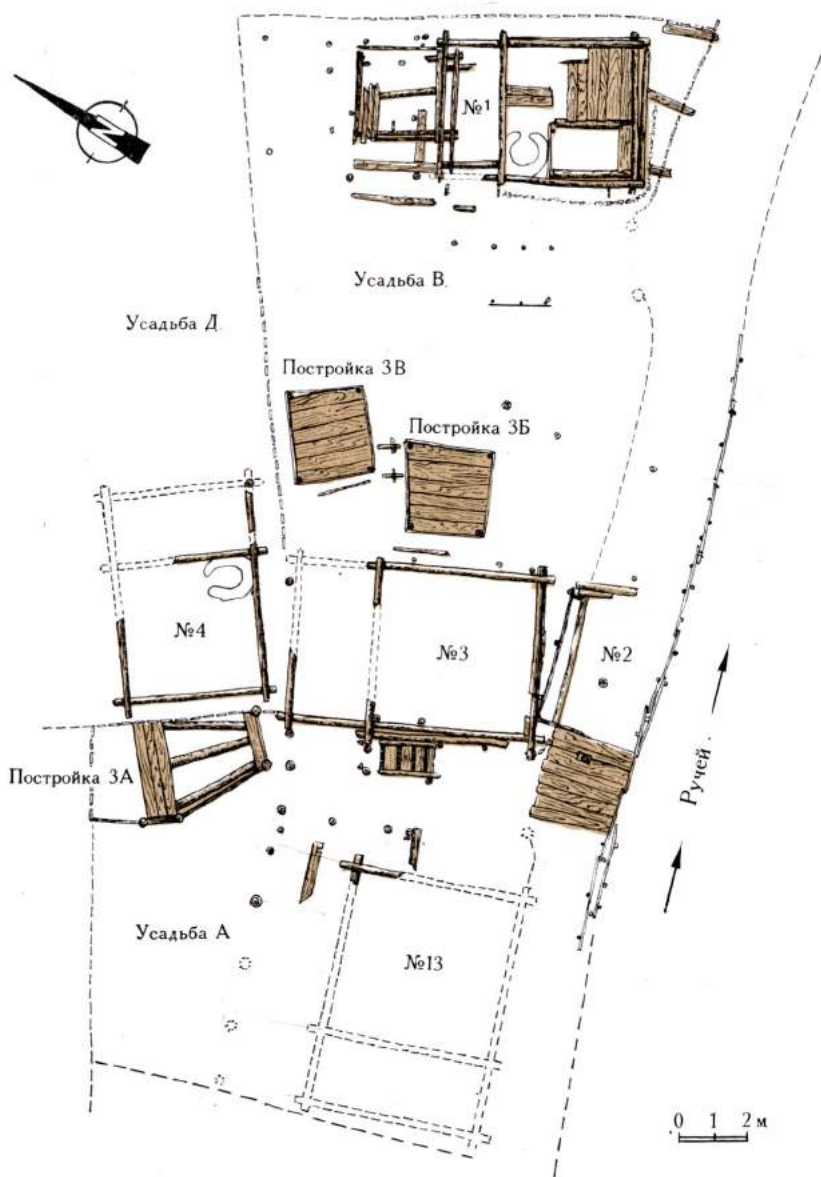 №1
Усадьба В.
Усадьба Д.
Постройка 3В
Постройка 3Б
№4
№3
№2
Постройка 3А
Ручей
Усадьба А
№13
0 1 2 м
N